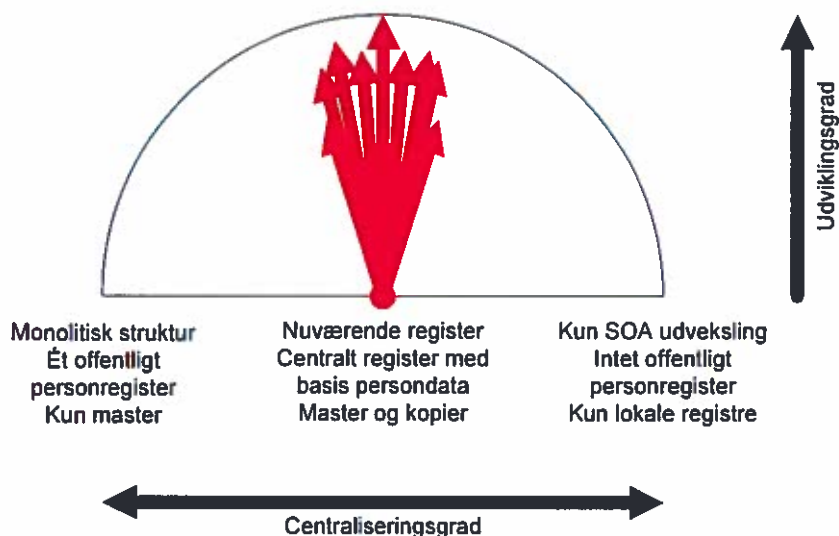 Udviklingsgrad
Monolitisk struktur
Ét offentligt
personregister
Kun master
Nuværende register
Centralt register med
basis persondata
Master og kopier
Kun SOA udveksling
Intet offentligt
personregister
Kun lokale registre
Centraliseringsgrad